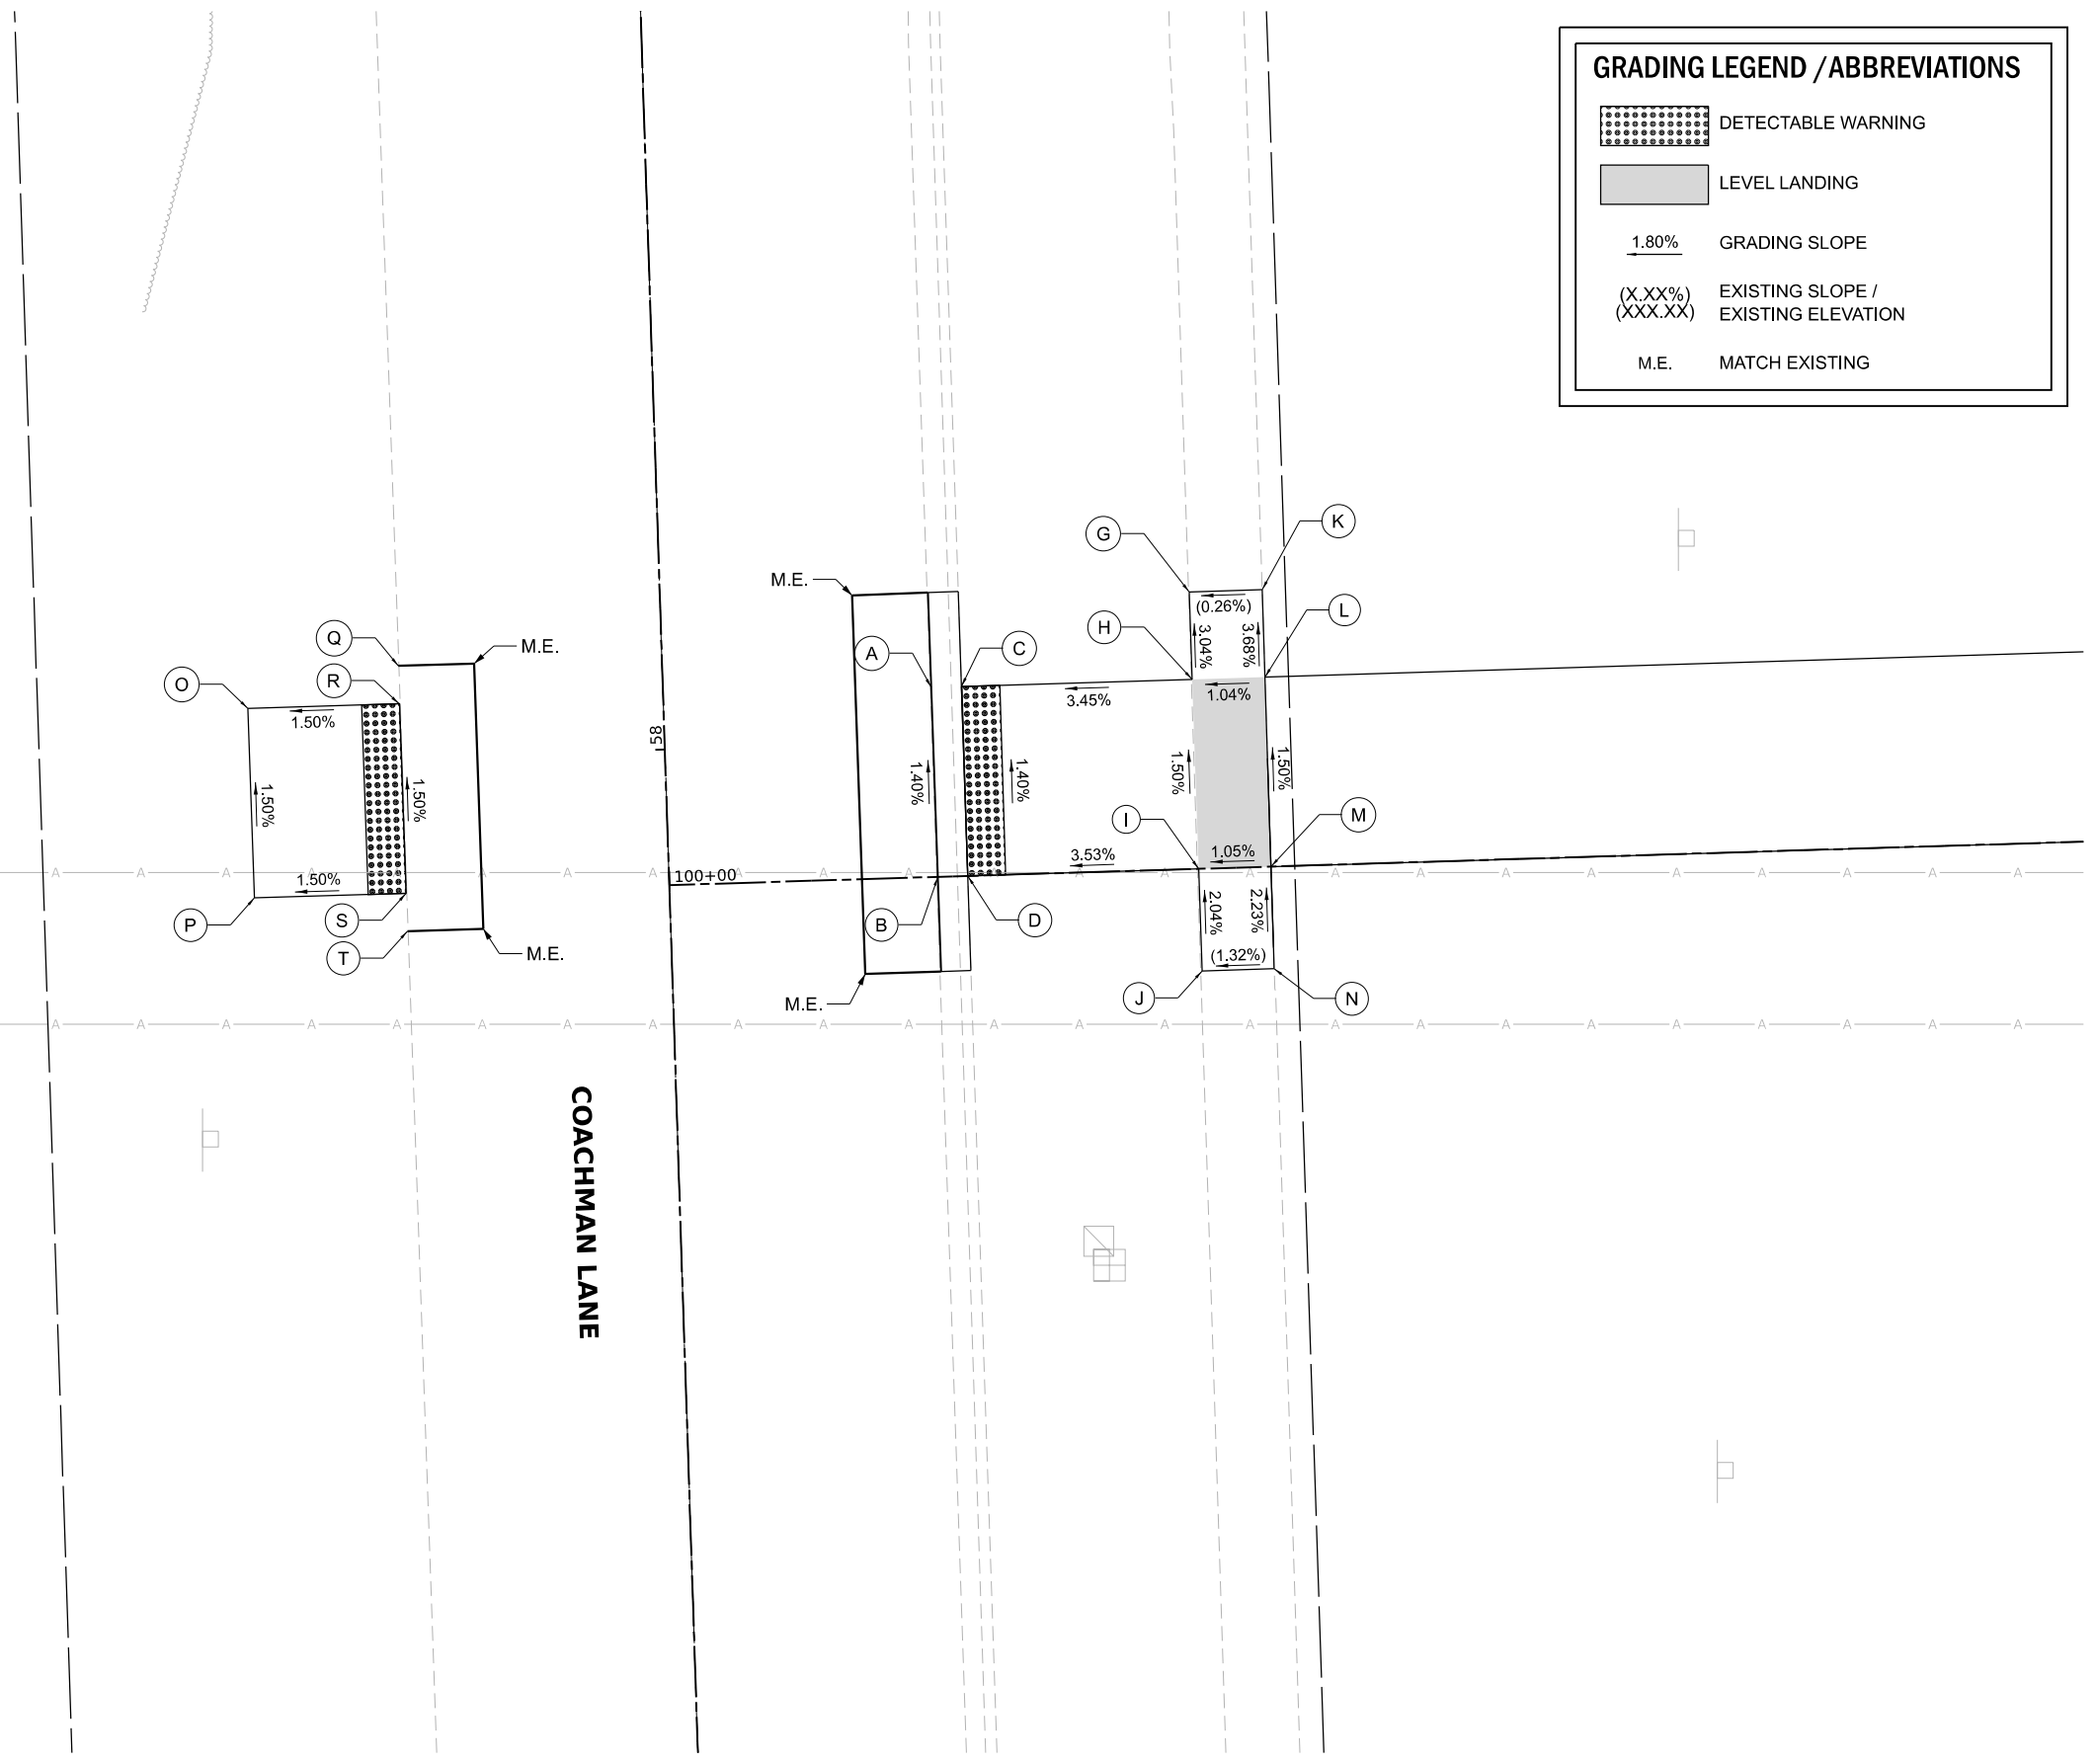 GRADING LEGEND / ABBREVIATIONS
DETECTABLE WARNING
LEVEL LANDING
1.80%
GRADING SLOPE
(X.XX%)
(XXX.XX)
EXISTING SLOPE /
EXISTING ELEVATION
M.E.
MATCH EXISTING
K
G
M.E.
(0.26%)
L
H
Q
M.E.
3.04%
3.68%
A
C
O
R
1.50%
3.45%
1.04%
158
1.50%
1.50%
1.40%
1.40%
1.50%
1.50%
I
M
3.53%
1.05%
A A A A A A A A A A A A A A A A A A A A A A A A
100+00
1.50%
P
S
B
D
2.04%
2.23%
T
M.E.
(1.32%)
M.E.
J
N
A A A A A A A A A A A A A A A A A A A A A A A A
COACHMAN LANE